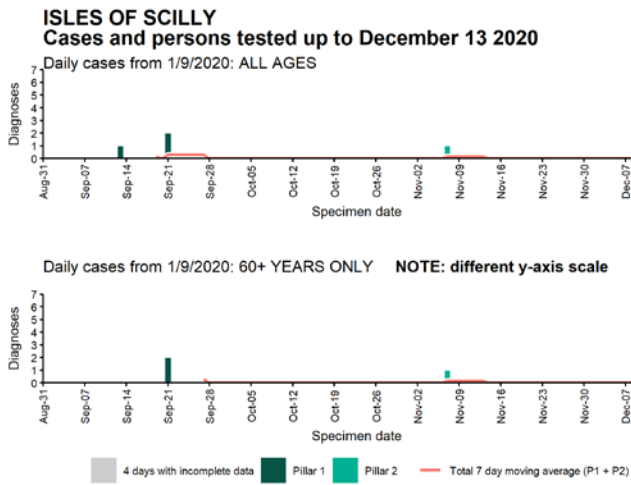 ISLES OF SCILLY
Cases and persons tested up to December 13 2020
Daily cases from 1/9/2020: ALL AGES
Diagnoses
7
6
5
4
3
2
1
0
Aug-31 Sep-07 Sep-14 Sep-21 Sep-28 Oct-05 Oct-12 Oct-19 Oct-26 Nov-02 Nov-09 Nov-16 Nov-23 Nov-30 Dec-07
Specimen date
Daily cases from 1/9/2020: 60+ YEARS ONLY NOTE: different y-axis scale
Diagnoses
7
6
5
4
3
2
1
0
Aug-31 Sep-07 Sep-14 Sep-21 Sep-28 Oct-05 Oct-12 Oct-19 Oct-26 Nov-02 Nov-09 Nov-16 Nov-23 Nov-30 Dec-07
Specimen date
4 days with incomplete data Pillar 1 Pillar 2 Total 7 day moving average (P1 + P2)